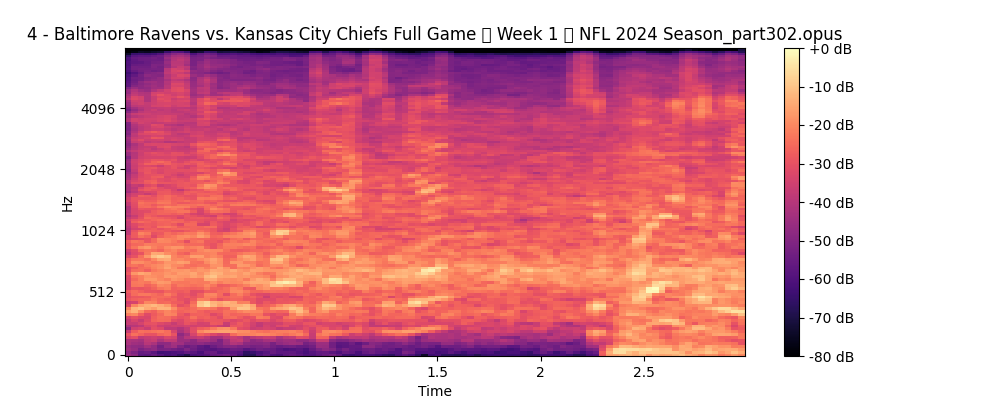 4 - Baltimore Ravens vs. Kansas City Chiefs Full Game ▯ Week 1 ▯ NFL 2024 Season_part302.opus
+0 dB
-10 dB
-20 dB
-30 dB
-40 dB
-50 dB
-60 dB
-70 dB
-80 dB
Hz
4096
2048
1024
512
0
0 0.5 1 1.5 2 2.5
Time